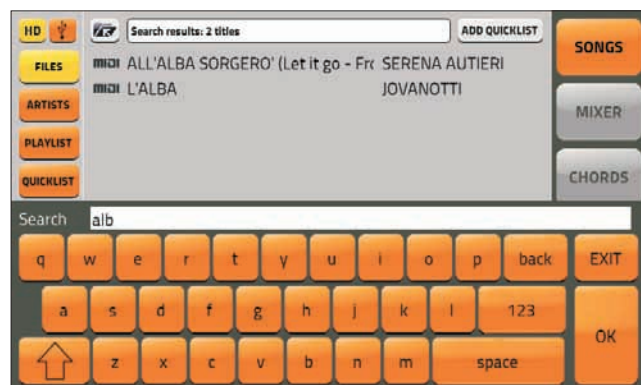 HD Search results: 2 titles ADD QUICKLIST SONGS
FILES midi ALL'ALBA SORGERO' (Let it go - Frc SERENA AUTIERI
midi L'ALBA JOVANOTTI
ARTISTS MIXER
PLAYLIST
QUICKLIST CHORDS
Search alb
q w e r t y u i o p back EXIT
a s d f g h j k l 123
OK
z x c v b n m space